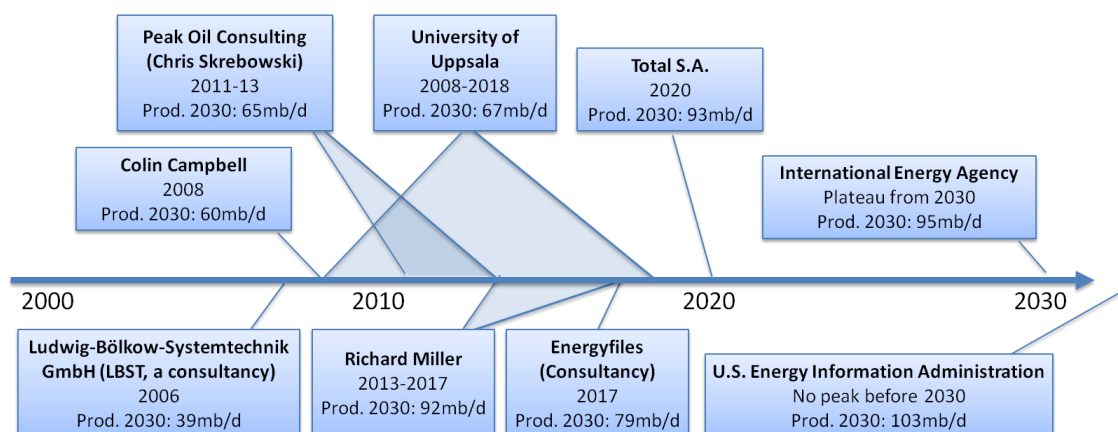 Peak Oil Consulting
(Chris Skrebowski)
2011-13
Prod. 2030: 65mb/d
University of
Uppsala
2008-2018
Prod. 2030: 67mb/d
Total S.A.
2020
Prod. 2030: 93mb/d
Colin Campbell
2008
Prod. 2030: 60mb/d
International Energy Agency
Plateau from 2030
Prod. 2030: 95mb/d
2000
2010
2020
2030
Ludwig-Bölkow-Systemtechnik
GmbH (LBST, a consultancy)
2006
Prod. 2030: 39mb/d
Richard Miller
2013-2017
Prod. 2030: 92mb/d
Energyfiles
(Consultancy)
2017
Prod. 2030: 79mb/d
U.S. Energy Information Administration
No peak before 2030
Prod. 2030: 103mb/d